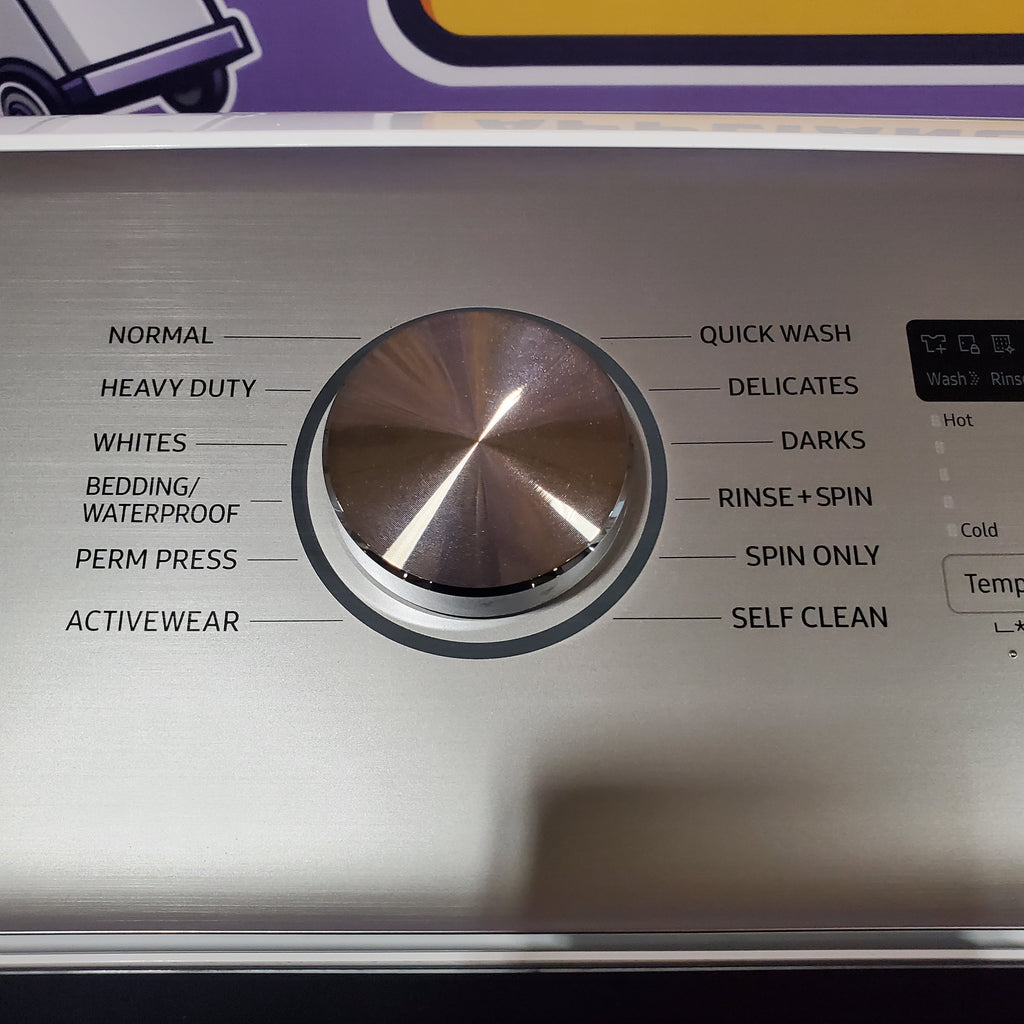 NORMAL
HEAVY DUTY
WHITES
BEDDING/
WATERPROOF
PERM PRESS
ACTIVEWEAR
QUICK WASH
DELICATES
DARKS
RINSE+SPIN
SPIN ONLY
SELF CLEAN
Wash Rinse
Hot
Cold
Temp